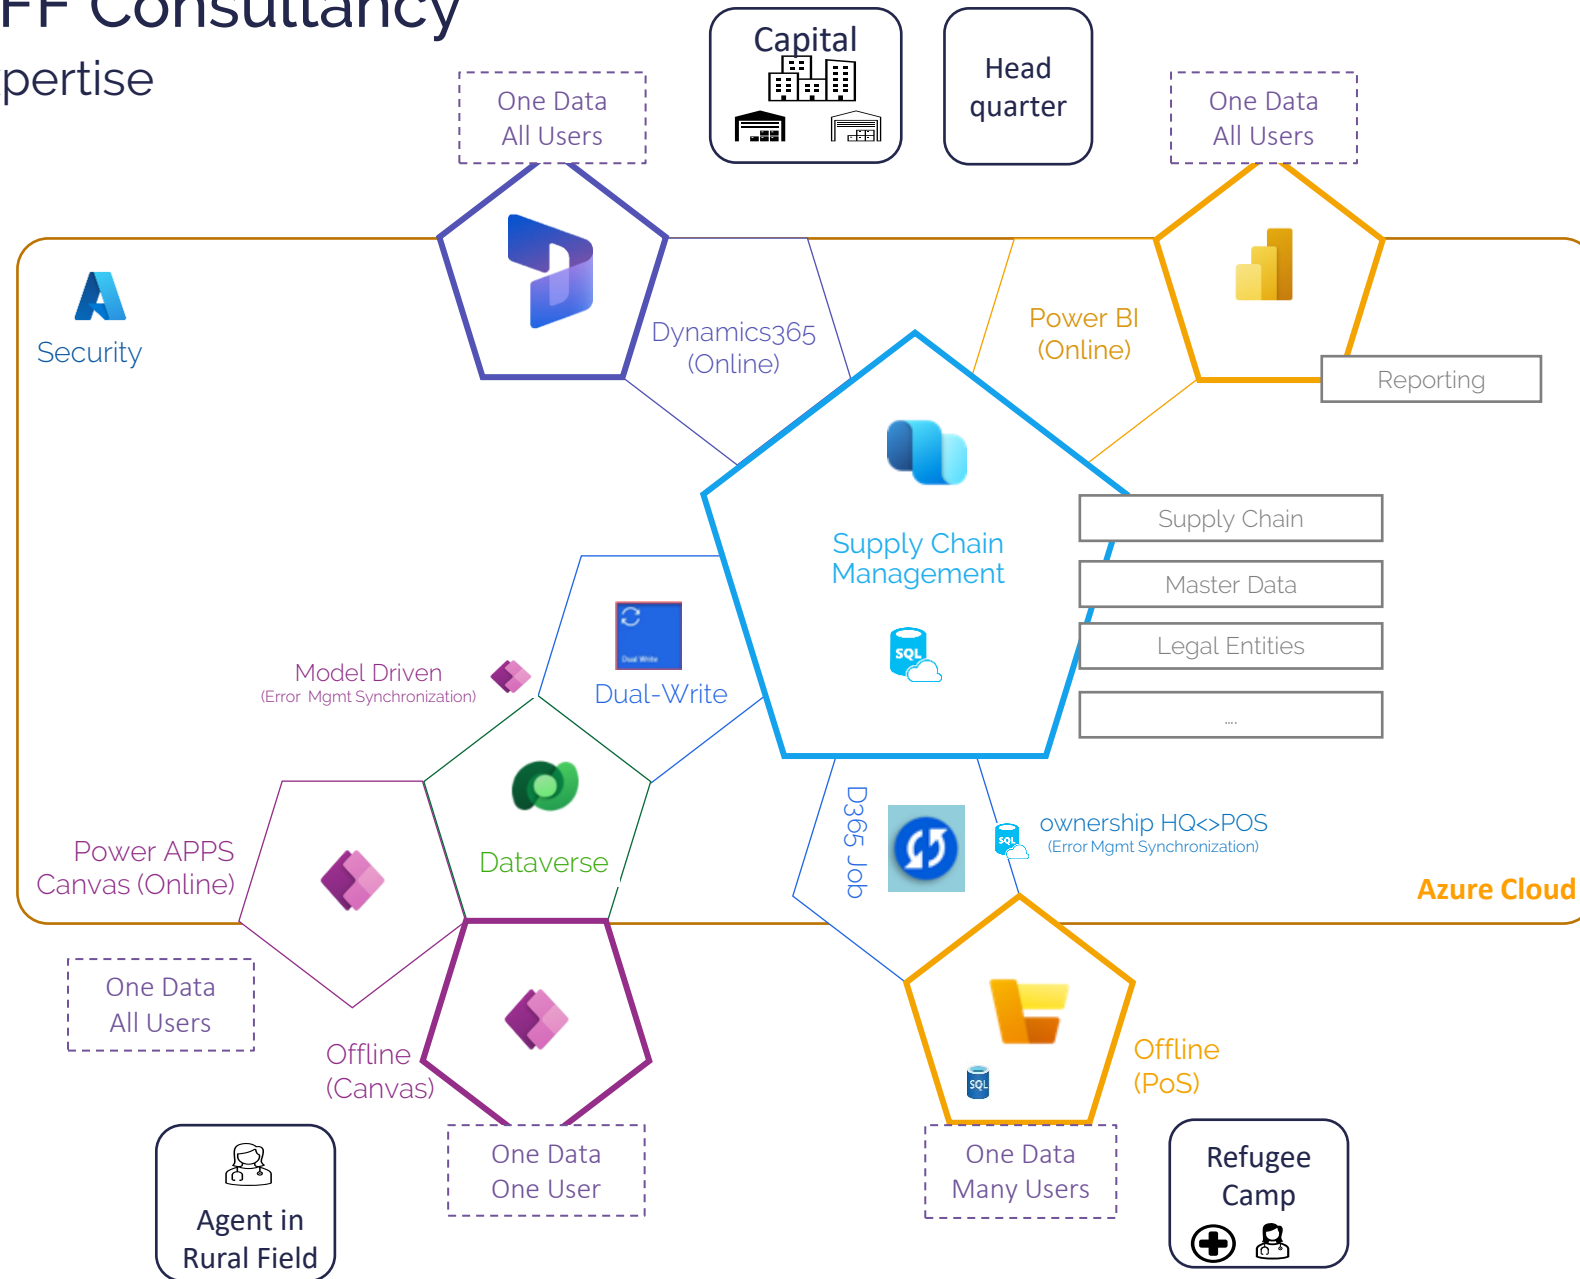 FF Consultancy
pertise
Capital
Head
quarter
One Data
All Users
One Data
All Users
Security
Dynamics365
(Online)
Power BI
(Online)
Reporting
Supply Chain
Management
SQL
Supply Chain
Master Data
Legal Entities
....
Dual Write
Dual-Write
Model Driven
(Error Mgmt Synchronization)
Dataverse
Power APPS
Canvas (Online)
D365 Job
SQL
ownership HQ<>POS
(Error Mgmt Synchronization)
Azure Cloud
One Data
All Users
Offline
(Canvas)
SQL
Offline
(PoS)
Agent in
Rural Field
One Data
One User
One Data
Many Users
Refugee
Camp